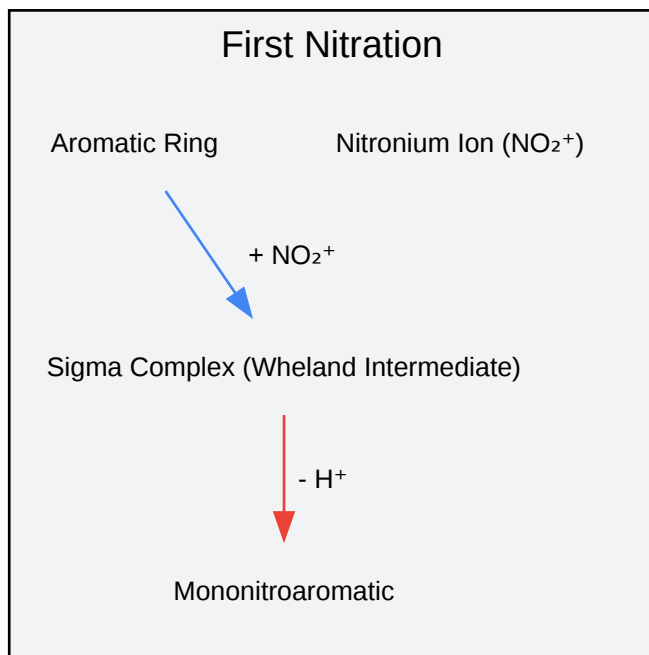 First Nitration
Aromatic Ring
Nitronium Ion (NO₂⁺)
+ NO₂⁺
Sigma Complex (Wheland Intermediate)
- H⁺
Mononitroaromatic